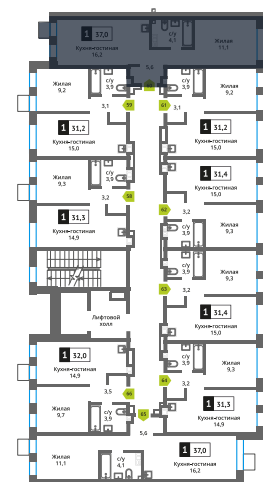 1 37,0
Кухня-гостиная
16,2
с/у
4,1
Жилая
11,1
5,6
Жилая
9,2
с/у
3,9
3,1
59
61
3,1
с/у
3,9
Жилая
9,2
1 31,2
Кухня-гостиная
15,0
1 31,2
Кухня-гостиная
15,0
Жилая
9,3
с/у
3,9
3,2
58
1 31,4
Кухня-гостиная
15,0
1 31,3
Кухня-гостиная
14,9
62
3,2
с/у
3,9
Жилая
9,3
с/у
3,9
Жилая
9,3
63
3,2
Лифтовой
холл
1 31,4
Кухня-гостиная
15,0
1 32,0
Кухня-гостиная
14,9
с/у
3,9
Жилая
9,3
64
3,2
3,5
66
1 31,3
Кухня-гостиная
14,9
Жилая
9,7
с/у
3,9
65
5,6
Жилая
11,1
с/у
4,1
1 37,0
Кухня-гостиная
16,2